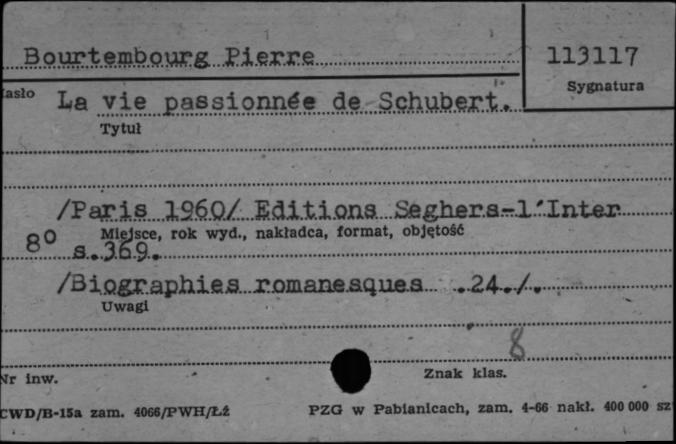 Bourtembourg Pierre
113117
Sygnatura
Hasło La vie passionnée de Schubert.
Tytuł
/Paris 1960/ Editions Seghers-l'Inter
Miejsce, rok wyd., nakładca, format, objętość
8° s.369.
/Biographies romanesques .24./.
Uwagi
8
Nr inw.
Znak klas.
CWD/B-15a zam. 4066/PWH/Łź
PZG w Pabianicach, zam. 4-66 nakł. 400 000 szt